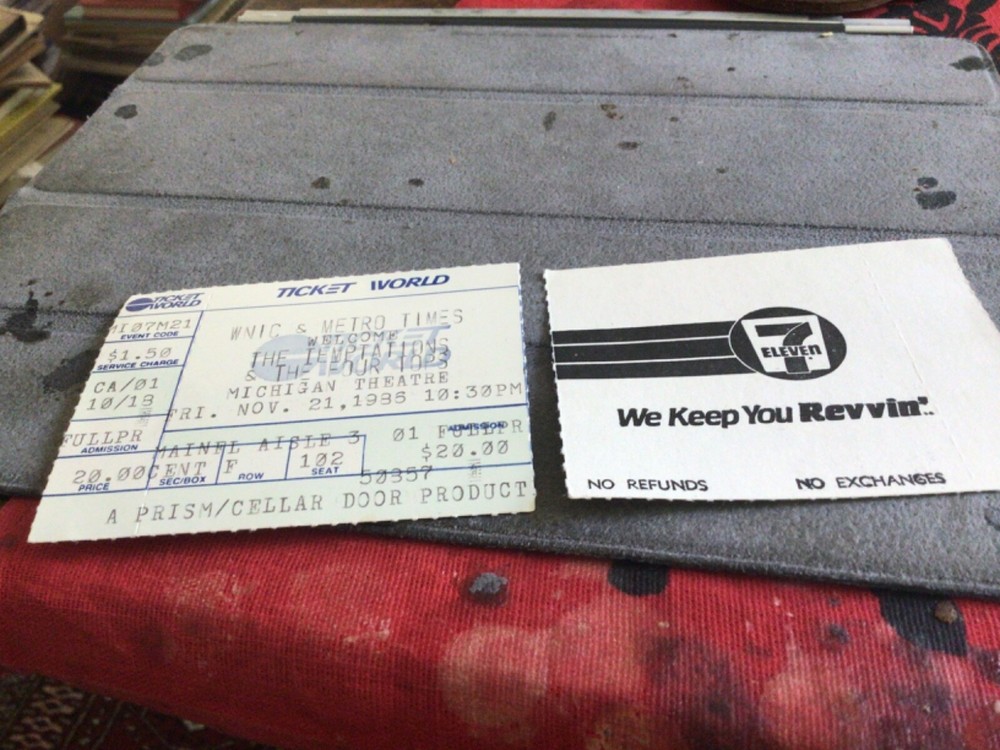 TICKET WORLD
TICKET WORLD
MI07M21
EVENT CODE
$1.50
SERVICE CHARGE
CA/01
10/18
FULLPR
ADMISSION
20.00
PRICE
WNIC & METRO TIMES
WELCOME
THE TEMPTATIONS
& THE FOUR TOPS
MICHIGAN THEATRE
FRI. NOV. 21,1986 10:30PM
MAINFL AISLE 3
01 FULLPR
ADMISSION
$20.00
CENT F 102
SEC/BOX ROW SEAT
50357
A PRISM/CELLAR DOOR PRODUCT
7
ELEVEN
We Keep You Revvin'..
NO REFUNDS NO EXCHANGES